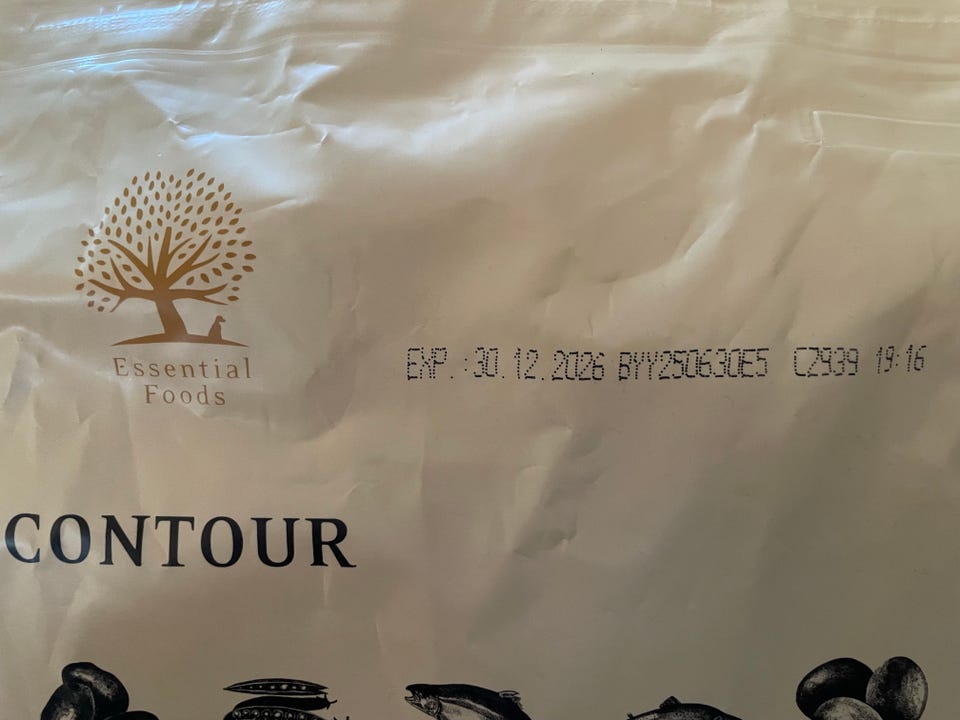 Essential
Foods
EXP.:30.12.2026 BYY250630E5 C2939 19:16
CONTOUR